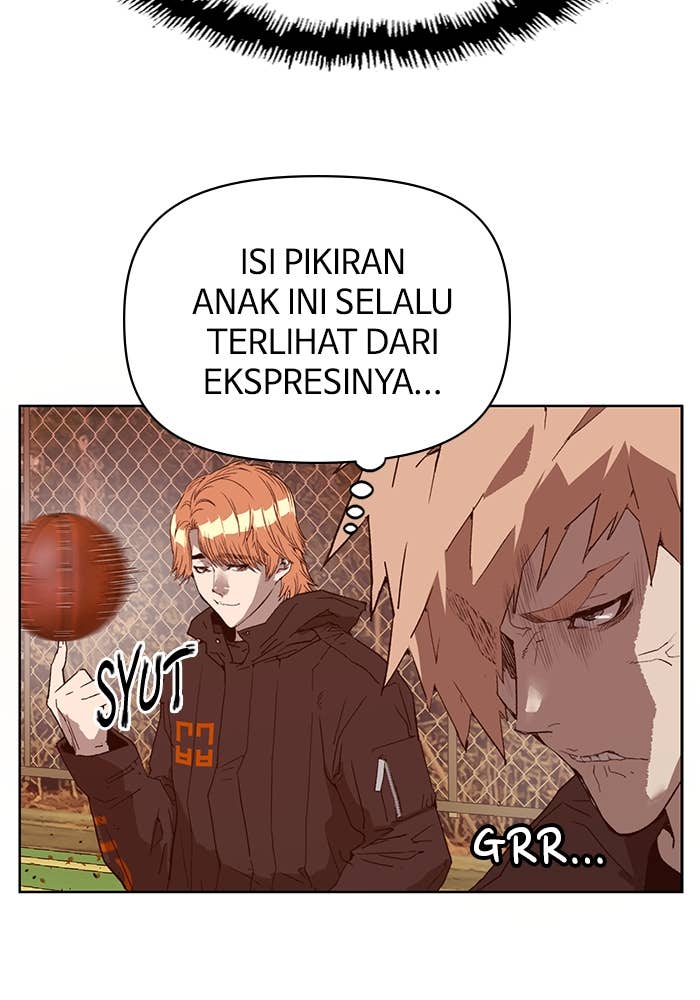 ISI PIKIRAN
ANAK INI SELALU
TERLIHAT DARI
EKSPRESINYA...
SYUT
GRR...